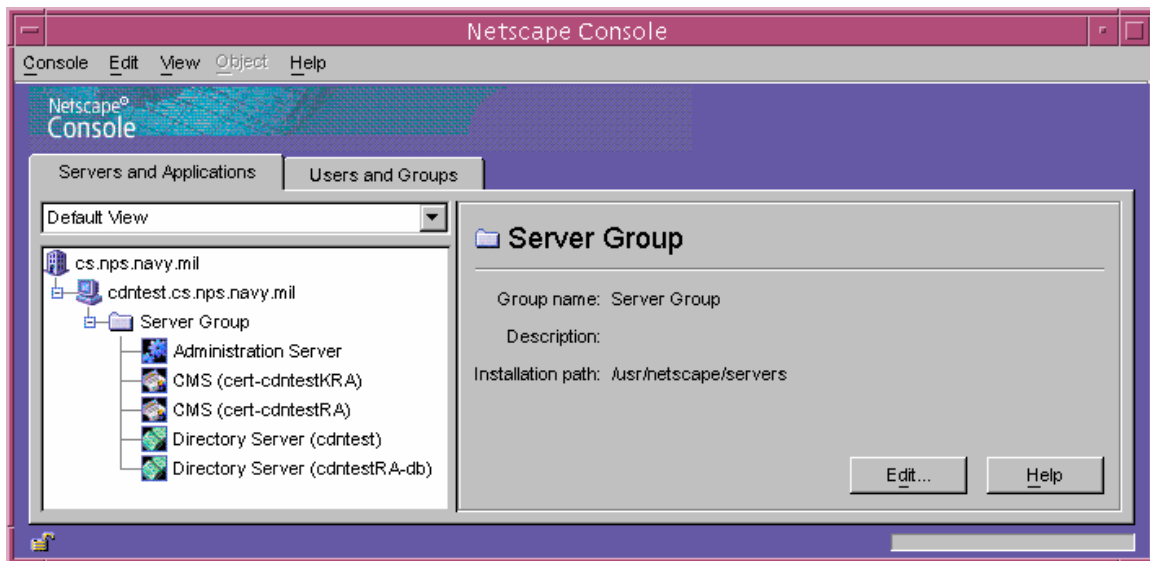 Netscape Console
Console Edit View Object Help
Netscape®
Console
Servers and Applications
Users and Groups
Default View
cs.nps.navy.mil
cdntest.cs.nps.navy.mil
Server Group
Administration Server
CMS (cert-cdntestKRA)
CMS (cert-cdntestRA)
Directory Server (cdntest)
Directory Server (cdntestRA-db)
Server Group
Group name: Server Group
Description:
Installation path: /usr/netscape/servers
Edit... Help